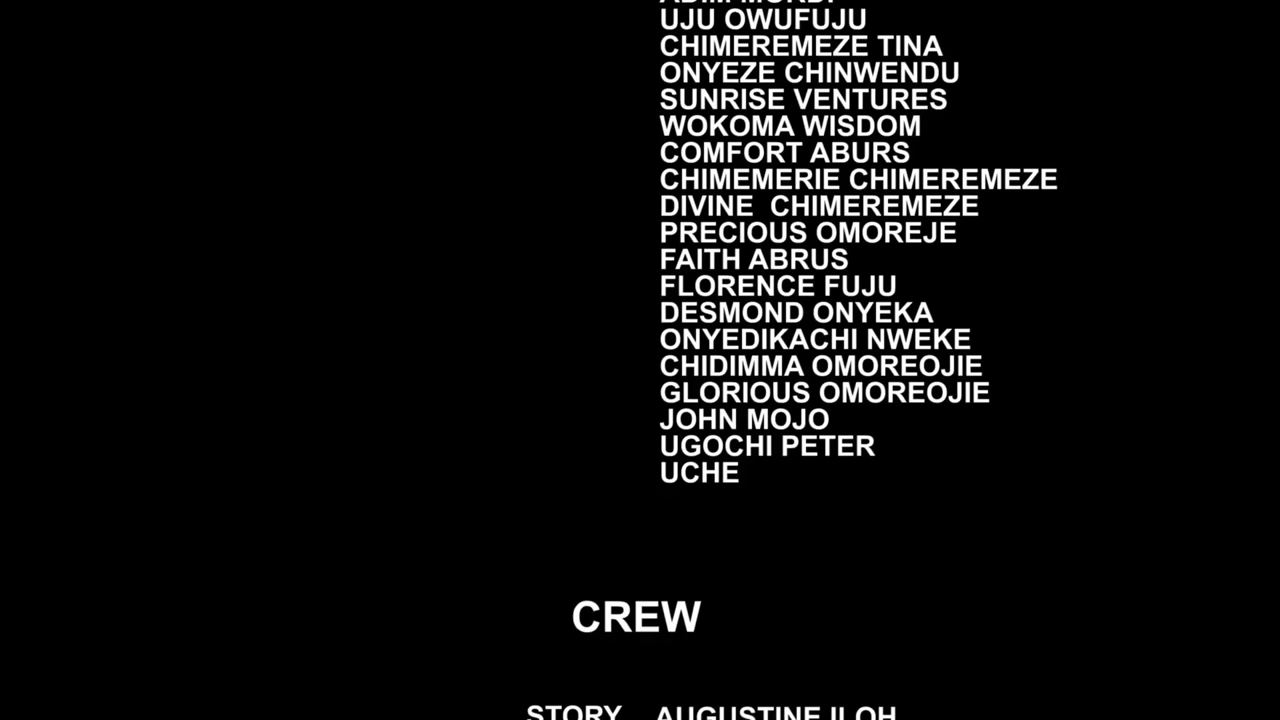 UJU OWUFUJU
CHIMEREMEZE TINA
ONYEZE CHINWENDU
SUNRISE VENTURES
WOKOMA WISDOM
COMFORT ABURS
CHIMEMERIE CHIMEREMEZE
DIVINE  CHIMEREMEZE
PRECIOUS OMOREJE
FAITH ABRUS
FLORENCE FUJU
DESMOND ONYEKA
ONYEDIKACHI NWEKE
CHIDIMMA OMOREOJIE
GLORIOUS OMOREOJIE
JOHN MOJO
UGOCHI PETER
UCHE
CREW
STORY AUGUSTINE ILOH